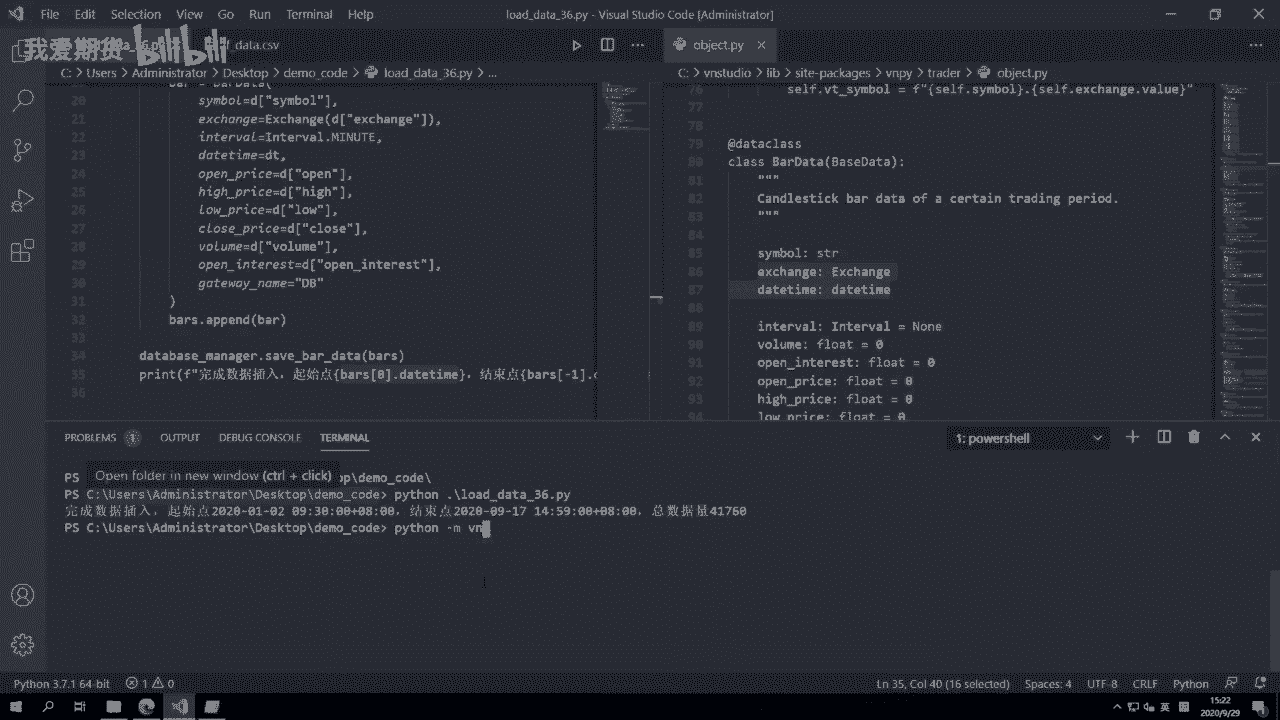 File Edit Selection View Go Run Terminal Help
load_data_36.py - Visual Studio Code [Administrator]
我爱期货 bilibili
data.csv
object.py
C: > Users > Administrator > Desktop > demo_code > load_data_36.py > ...
C: > vnstudio > lib > site-packages > vnpy > trader > object.py
20 symbol=d["symbol"],
21 exchange=Exchange(d["exchange"]),
22 interval=Interval.MINUTE,
23 datetime=dt,
24 open_price=d["open"],
25 high_price=d["high"],
26 low_price=d["low"],
27 close_price=d["close"],
28 volume=d["volume"],
29 open_interest=d["open_interest"],
30 gateway_name="DB"
31 )
32 bars.append(bar)
33
34 database_manager.save_bar_data(bars)
35 print(f"完成数据插入，起始点{bars[0].datetime}，结束点{bars[-1].
36
76 self.vt_symbol = f"{self.symbol}.{self.exchange.value}"
77
78
79 @dataclass
80 class BarData(BaseData):
81 """
82 Candlestick bar data of a certain trading period.
83 """
84
85 symbol: str
86 exchange: Exchange
87 datetime: datetime
88
89 interval: Interval = None
90 volume: float = 0
91 open_interest: float = 0
92 open_price: float = 0
93 high_price: float = 0
94 low_price: float = 0
PROBLEMS 1 OUTPUT DEBUG CONSOLE TERMINAL
1: powershell
PS Open folder in new window (ctrl + click) op\demo_code\
PS C:\Users\Administrator\Desktop\demo_code> python .\load_data_36.py
完成数据插入，起始点2020-01-02 09:30:00+08:00，结束点2020-09-17 14:59:00+08:00，总数据量41760
PS C:\Users\Administrator\Desktop\demo_code> python -m vn
Python 3.7.1 64-bit 1 0
Ln 35, Col 40 (16 selected) Spaces: 4 UTF-8 CRLF Python
英
15:22
2020/9/29